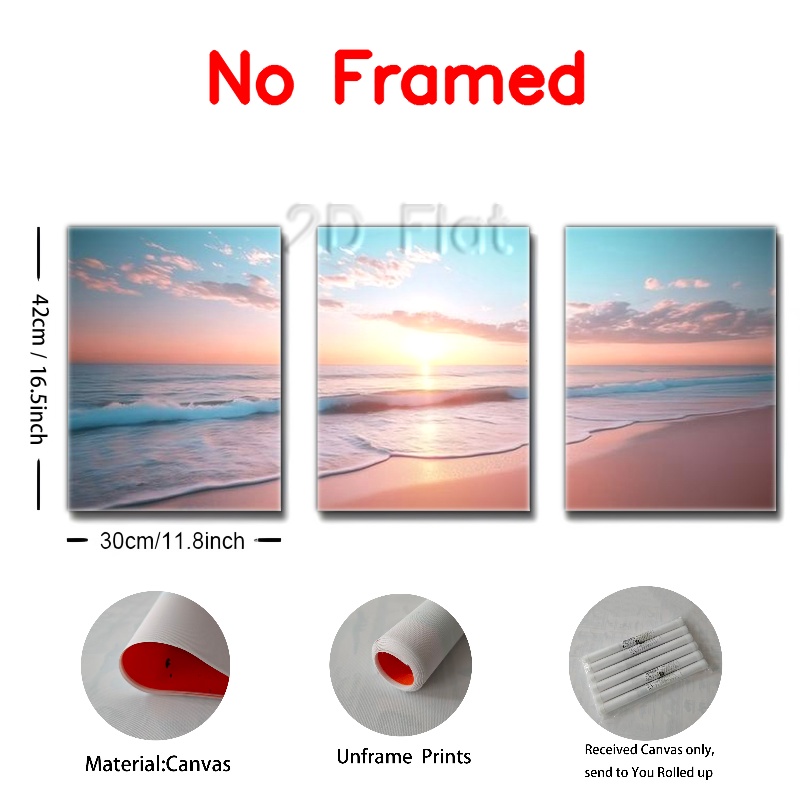 No Framed
2D Flat
42cm / 16.5inch
30cm/11.8inch
Material:Canvas
Unframe Prints
Received Canvas only,
send to You Rolled up